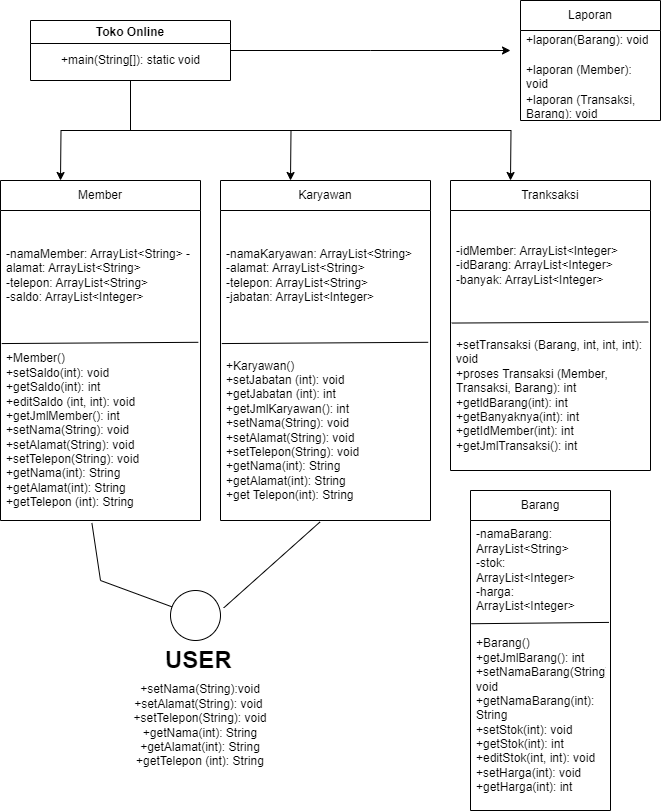 Toko Online
+main(String[]): static void
Laporan
+laporan(Barang): void
+laporan (Member):
void
+laporan (Transaksi,
Barang): void
Member
-namaMember: ArrayList<String> -
alamat: ArrayList<String>
-telepon: ArrayList<String>
-saldo: ArrayList<Integer>
+Member()
+setSaldo(int): void
+getSaldo(int): int
+editSaldo (int, int): void
+getJmlMember(): int
+setNama(String): void
+setAlamat(String): void
+setTelepon(String): void
+getNama(int): String
+getAlamat(int): String
+getTelepon (int): String
Karyawan
-namaKaryawan: ArrayList<String>
-alamat: ArrayList<String>
-telepon: ArrayList<String>
-jabatan: ArrayList<Integer>
+Karyawan()
+setJabatan (int): void
+getJabatan (int): int
+getJmlKaryawan(): int
+setNama(String): void
+setAlamat(String): void
+setTelepon(String): void
+getNama(int): String
+getAlamat(int): String
+get Telepon(int): String
Tranksaksi
-idMember: ArrayList<Integer>
-idBarang: ArrayList<Integer>
-banyak: ArrayList<Integer>
+setTransaksi (Barang, int, int, int):
void
+proses Transaksi (Member,
Transaksi, Barang): int
+getIdBarang(int): int
+getBanyaknya(int): int
+getIdMember(int): int
+getJmlTransaksi(): int
Barang
-namaBarang:
ArrayList<String>
-stok:
ArrayList<Integer>
-harga:
ArrayList<Integer>
+Barang()
+getJmlBarang(): int
+setNamaBarang(String
void
+getNamaBarang(int):
String
+setStok(int): void
+getStok(int): int
+editStok(int, int): void
+setHarga(int): void
+getHarga(int): int
USER
+setNama(String):void
+setAlamat(String): void
+setTelepon(String): void
+getNama(int): String
+getAlamat(int): String
+getTelepon (int): String